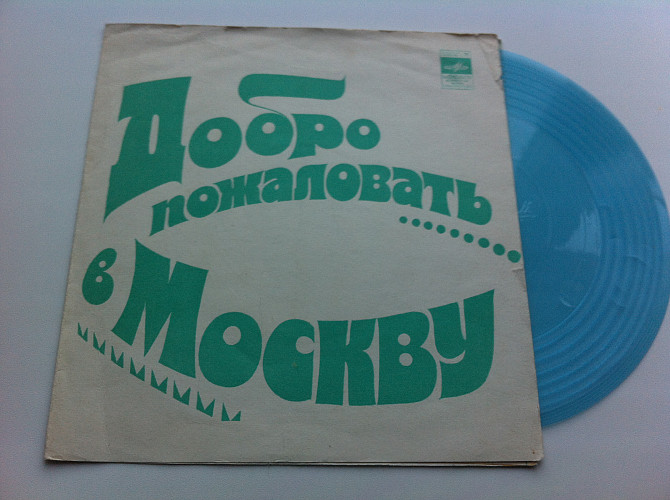 Добро
пожаловать
в Москву